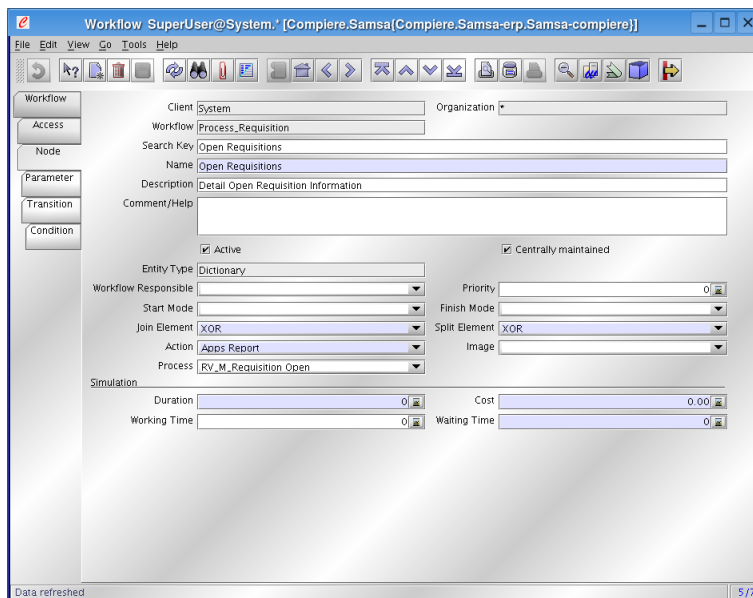 Workflow SuperUser@System.* [Compiere.Samsa{Compiere.Samsa-erp.Samsa-compiere}]
File Edit View Go Tools Help
Workflow
Access
Node
Parameter
Transition
Condition
Client System Organization *
Workflow Process_Requisition
Search Key Open Requisitions
Name Open Requisitions
Description Detail Open Requisition Information
Comment/Help
Active Centrally maintained
Entity Type Dictionary
Workflow Responsible Priority 0
Start Mode Finish Mode
Join Element XOR Split Element XOR
Action Apps Report Image
Process RV_M_Requisition Open
Simulation
Duration 0 Cost 0.00
Working Time 0 Waiting Time 0
Data refreshed